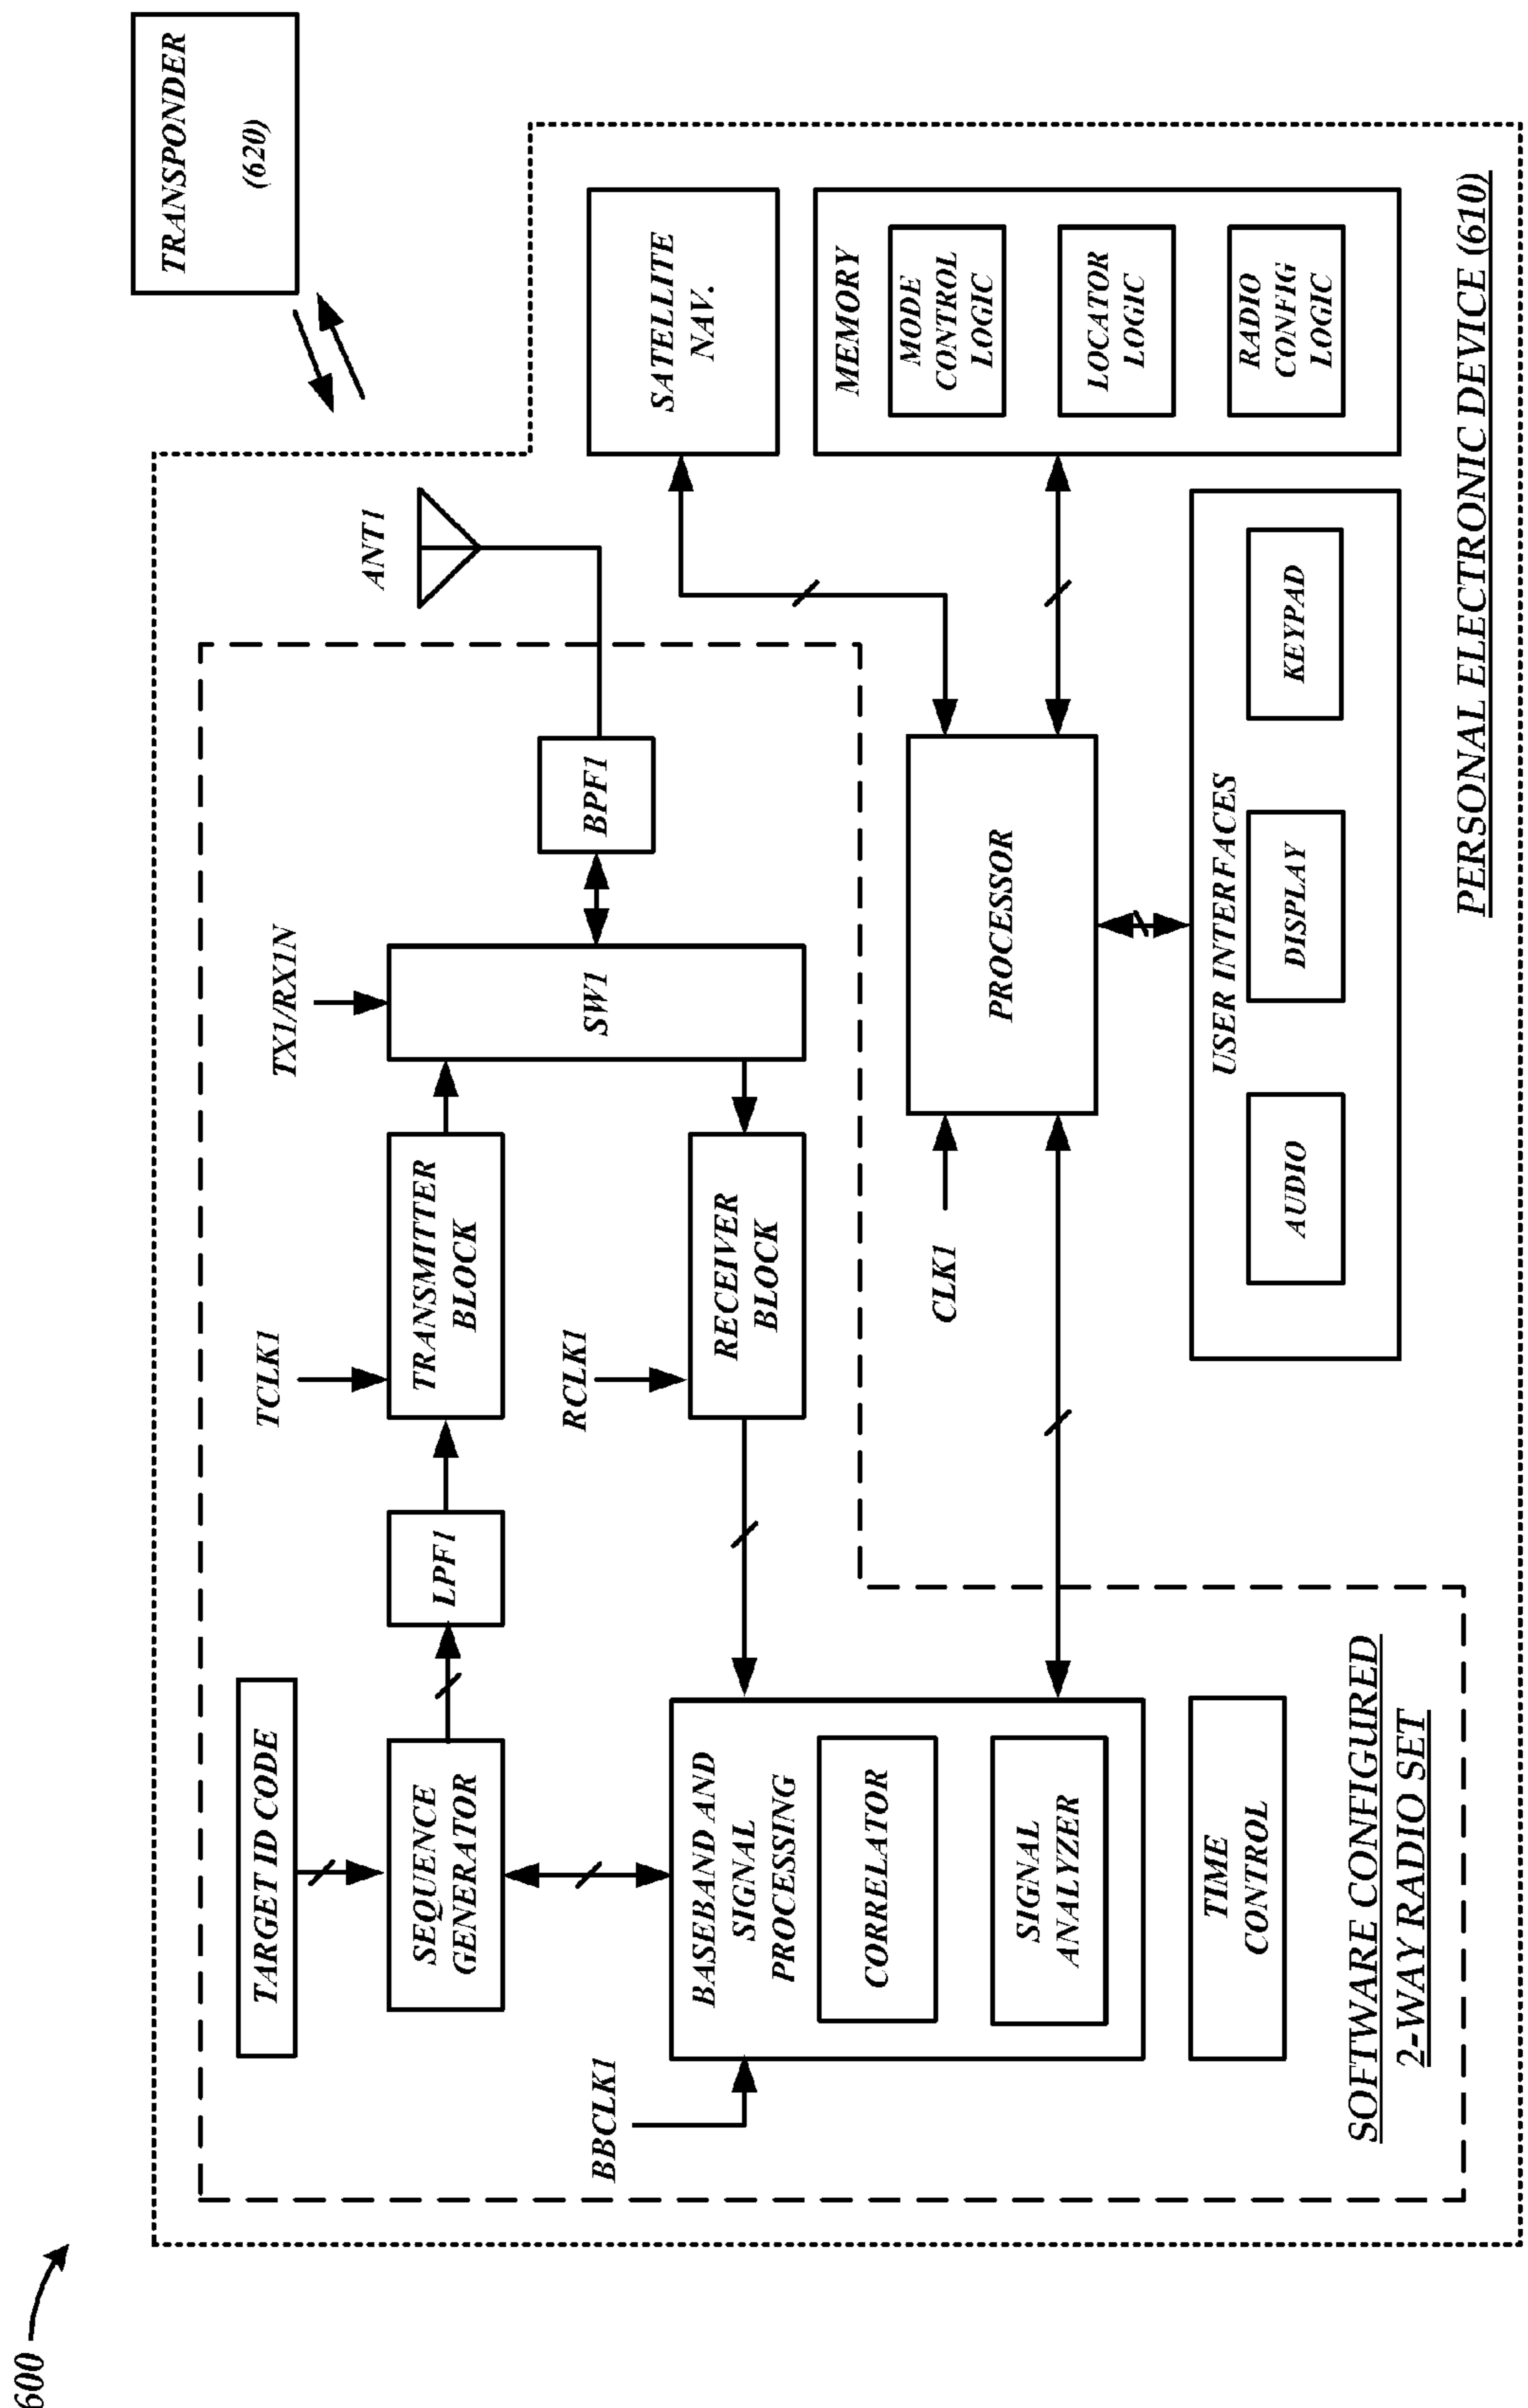 600
TRANSPONDER
(620)
TARGET ID CODE
TCLK1
TX1/RX1N
ANT1
SEQUENCE
GENERATOR
LPF1
TRANSMITTER
BLOCK
SW1
BPF1
SATELLITE
NAV.
BBCLK1
RCLK1
BASEBAND AND
SIGNAL
PROCESSING
CORRELATOR
SIGNAL
ANALYZER
RECEIVER
BLOCK
CLK1
PROCESSOR
MEMORY
MODE
CONTROL
LOGIC
LOCATOR
LOGIC
RADIO
CONFIG
LOGIC
TIME
CONTROL
USER INTERFACES
AUDIO
DISPLAY
KEYPAD
SOFTWARE CONFIGURED
2-WAY RADIO SET
PERSONAL ELECTRONIC DEVICE (610)